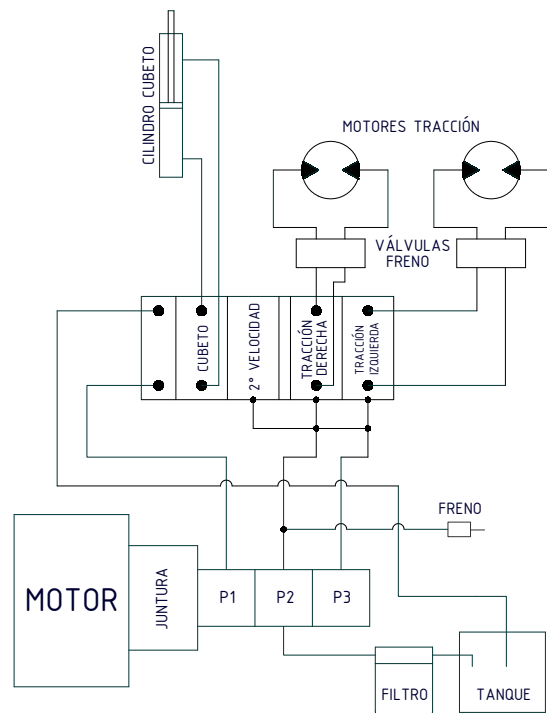 CILINDRO CUBETO
MOTORES TRACCIÓN
VÁLVULAS
FRENO
CUBETO
2° VELOCIDAD
TRACCIÓN
DERECHA
TRACCIÓN
IZQUIERDA
FRENO
MOTOR
JUNTURA
P1
P2
P3
FILTRO
TANQUE